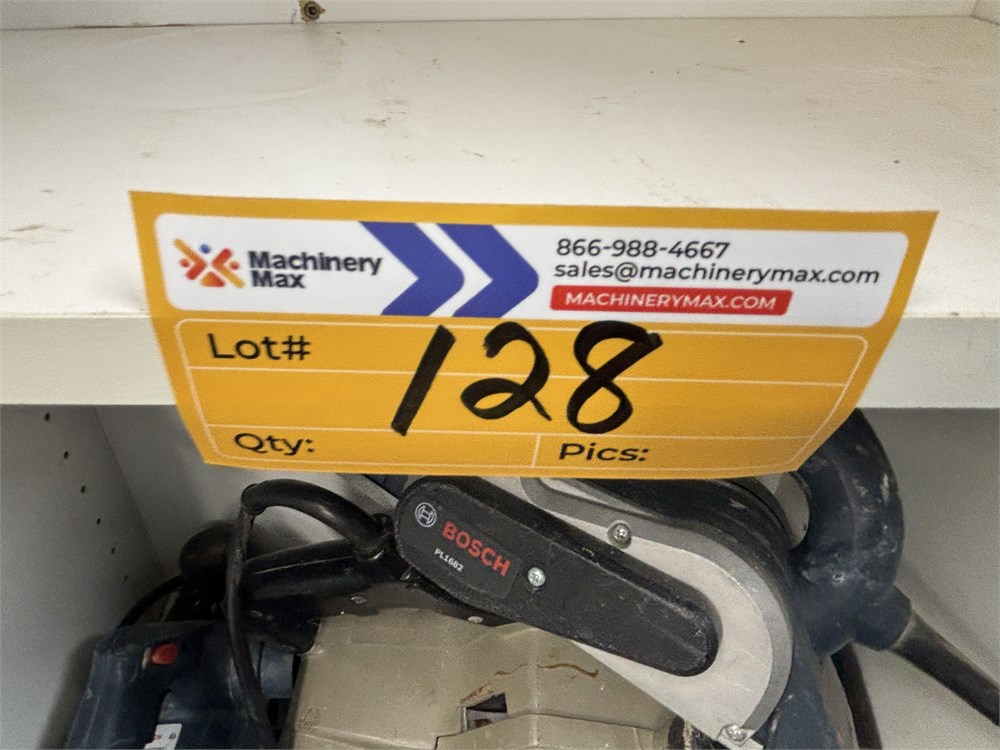 Machinery
Max
866-988-4667
sales@machinerymax.com
MACHINERYMAX.COM
Lot# 128
Qty:
Pics:
BOSCH
PL1682